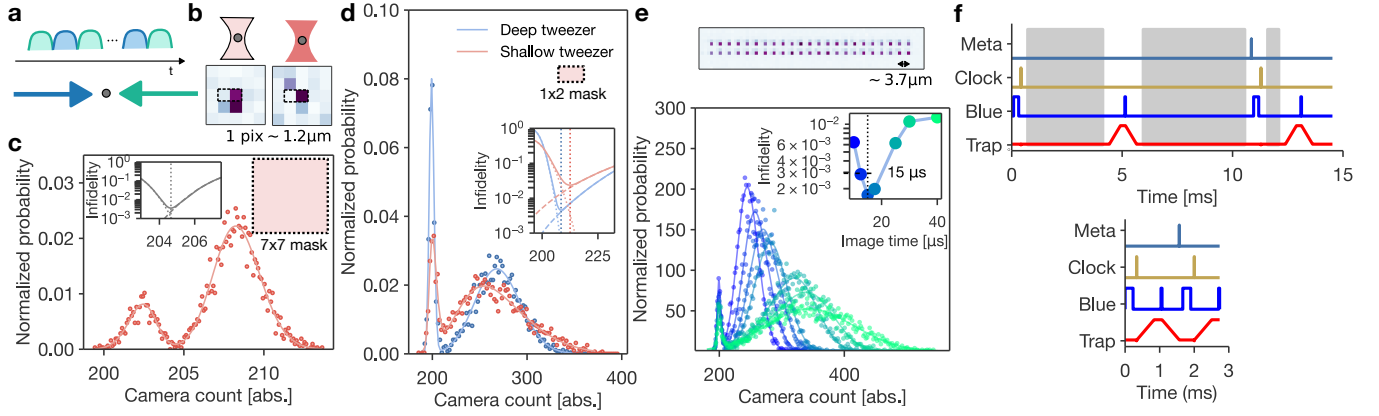 a
...
t
b
1 pix ~ 1.2μm
c
Normalized probability
0.03
0.02
0.01
0.00
200
205
210
Camera count [abs.]
Infidelity
10⁰
10⁻¹
10⁻²
10⁻³
204
206
7x7 mask
d
Normalized probability
0.10
0.08
0.06
0.04
0.02
0.00
200
300
400
Camera count [abs.]
Deep tweezer
Shallow tweezer
1x2 mask
Infidelity
10⁰
10⁻¹
10⁻²
10⁻³
200
225
e
~ 3.7μm
Normalized probability
300
250
200
150
100
50
200
400
Camera count [abs.]
Infidelity
10⁻²
6 × 10⁻³
4 × 10⁻³
3 × 10⁻³
2 × 10⁻³
15 μs
20
40
Image time [μs]
f
Meta
Clock
Blue
Trap
0
5
10
15
Time [ms]
Meta
Clock
Blue
Trap
0
1
2
3
Time (ms)